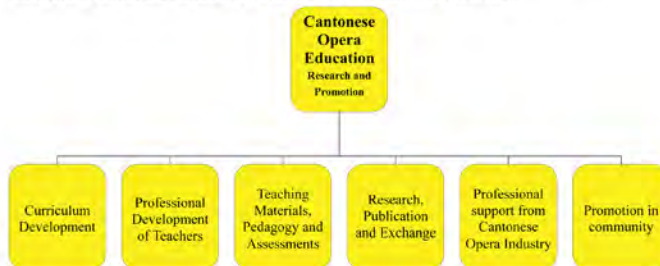 Cantonese
Opera
Education
Research and
Promotion
Curriculum
Development
Professional
Development
of Teachers
Teaching
Materials,
Pedagogy and
Assessments
Research,
Publication
and Exchange
Professional
support from
Cantonese
Opera Industry
Promotion in
community